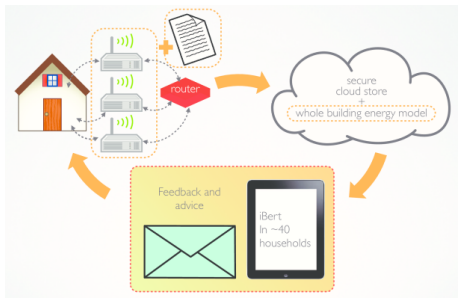 router
secure
cloud store
+
whole building energy model
Feedback and
advice
iBert
In ~40
households